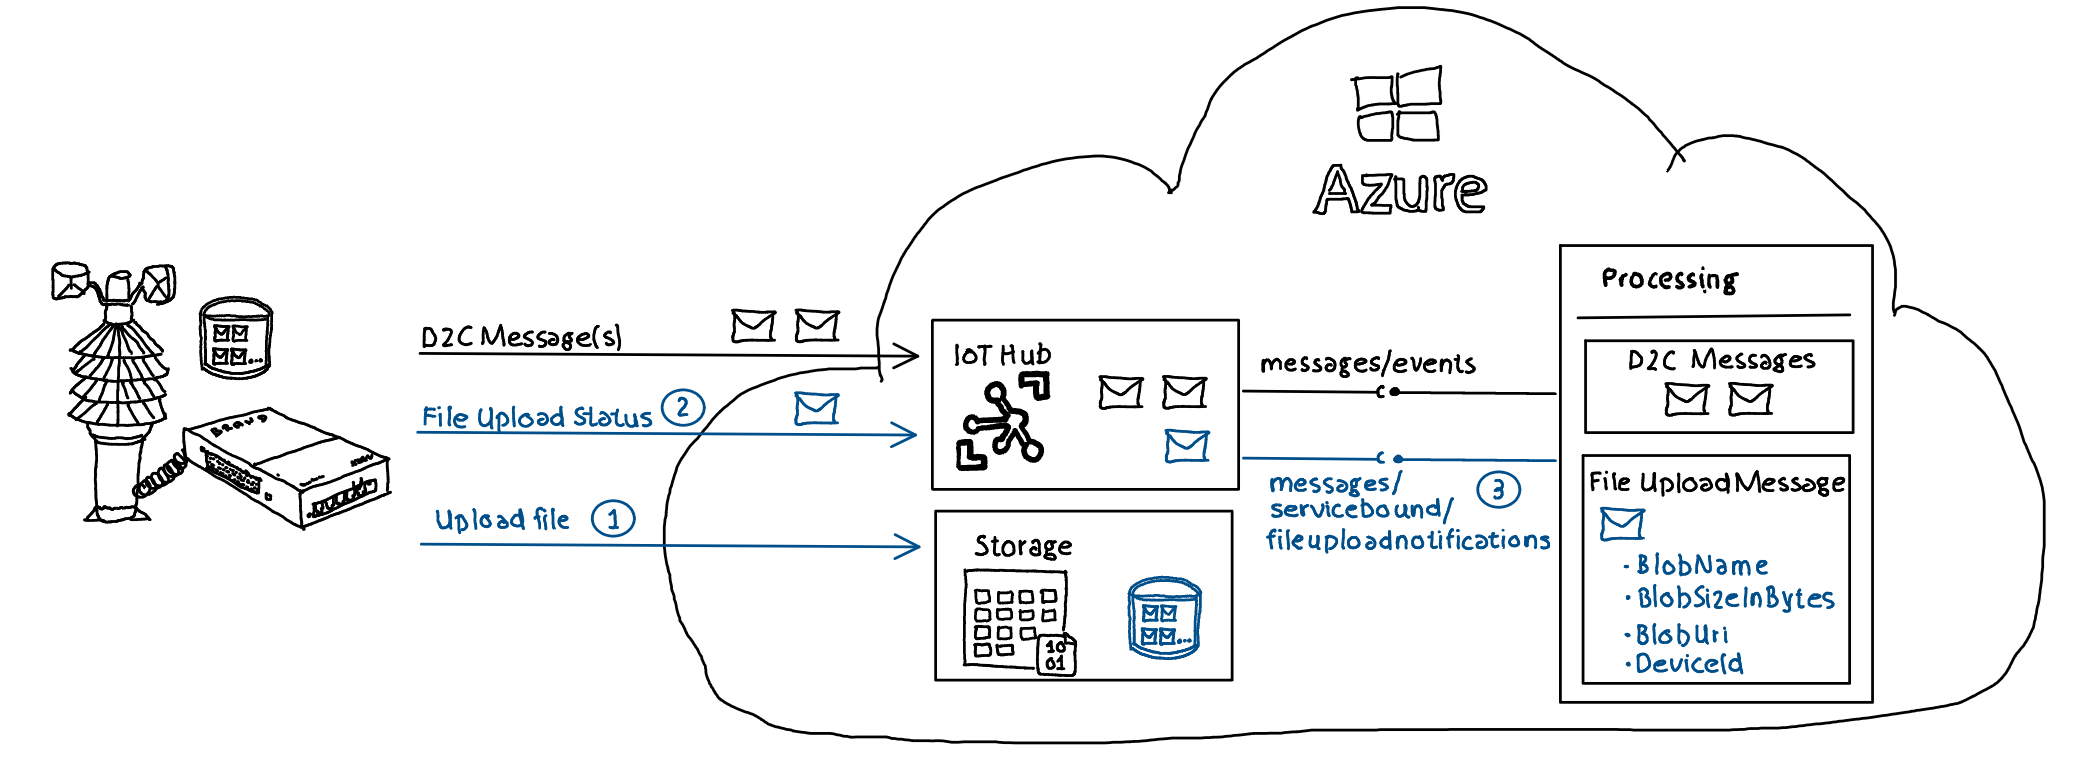 Azure
Processing
D2C Message(s)
IoT Hub
messages/events
D2C Messages
File Upload Status 2
messages/
servicebound/
fileuploadnotifications
3
File Upload Message
Upload file 1
Storage
10
01
• BlobName
• BlobSizeInBytes
• BlobUri
• DeviceId